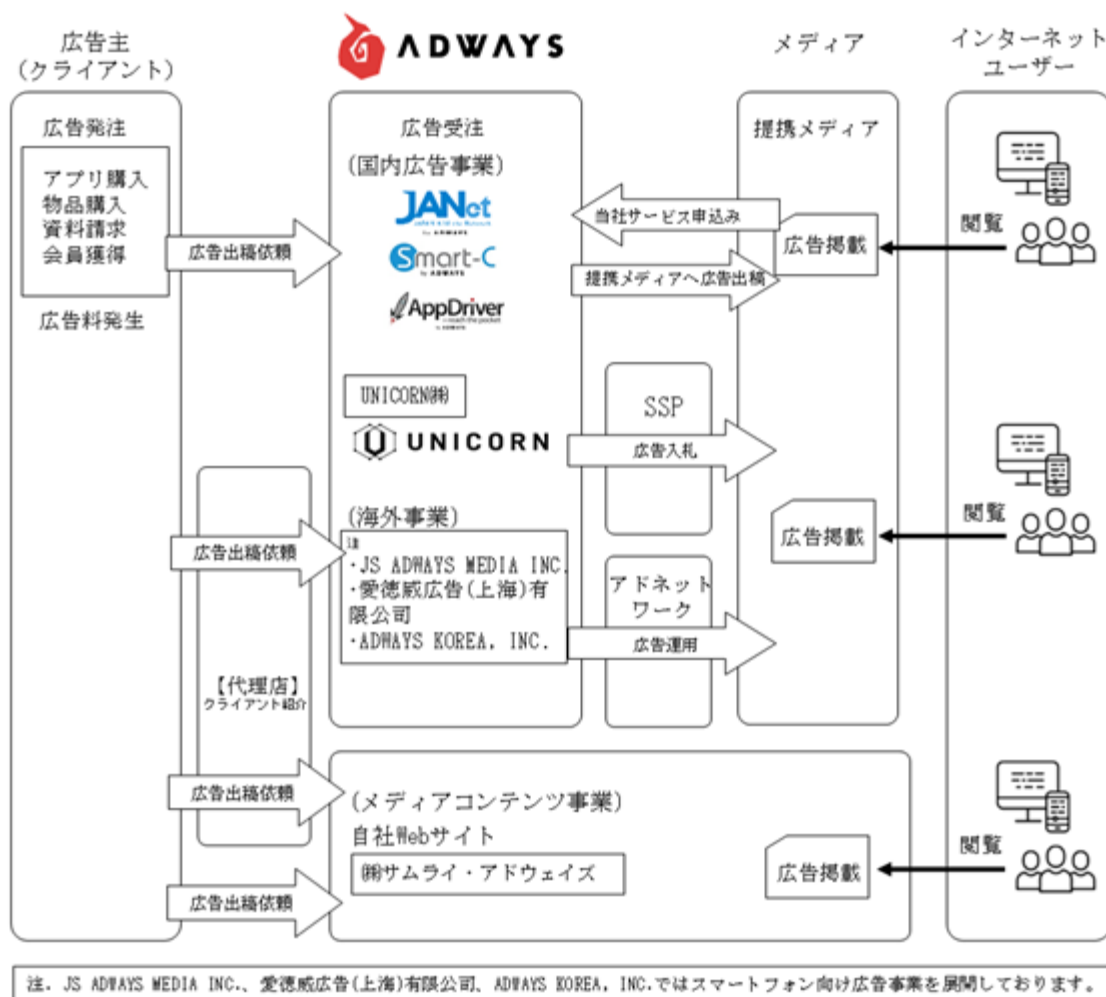 広告主
(クライアント)
ADWAYS
メディア
インターネット
ユーザー
広告発注
アプリ購入
物品購入
資料請求
会員獲得
広告料発生
広告出稿依頼
広告受注
(国内広告事業)
JANet
by ADWAYS
Smart-C
by ADWAYS
AppDriver
by ADWAYS
提携メディア
当社サービス申込み
広告掲載
提携メディアへ広告出稿
閲覧
UNICORN㈱
UNICORN
SSP
広告入札
広告出稿依頼
(海外事業)
注
・JS ADWAYS MEDIA INC.
・愛徳威広告(上海)有
限公司
・ADWAYS KOREA, INC.
アドネット
ワーク
広告運用
広告掲載
閲覧
【代理店】
クライアント紹介
広告出稿依頼
広告出稿依頼
(メディアコンテンツ事業)
自社Webサイト
㈱サムライ・アドウェイズ
広告掲載
閲覧
注. JS ADWAYS MEDIA INC.、愛徳威広告(上海)有限公司、ADWAYS KOREA, INC.ではスマートフォン向け広告事業を展開しております。